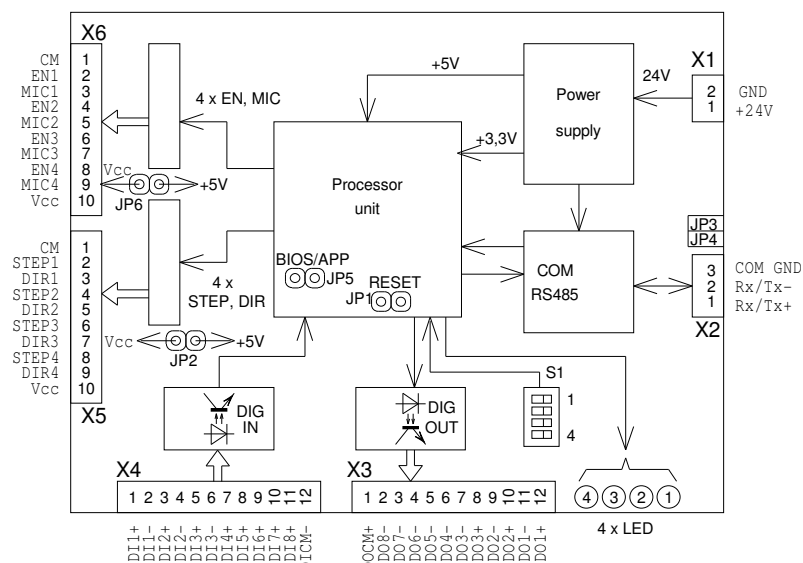 X6
CM 1
EN1 2
MIC1 3
EN2 4
MIC2 5
EN3 6
MIC3 7
EN4 8
MIC4 9
Vcc 10
4 x EN, MIC
Vcc
+5V
JP6
CM 1
STEP1 2
DIR1 3
STEP2 4
DIR2 5
STEP3 6
DIR3 7
STEP4 8
DIR4 9
Vcc 10
X5
4 x
STEP, DIR
Vcc
+5V
JP2
Processor
unit
BIOS/APP
JP5
RESET
JP1
+5V
+3,3V
Power
supply
24V
X1
2 GND
1 +24V
JP3
JP4
COM
RS485
3 COM GND
2 Rx/Tx-
1 Rx/Tx+
X2
DIG
IN
DIG
OUT
S1
1
4
X4
1 2 3 4 5 6 7 8 9 10 11 12
DI1+
DI1-
DI2+
DI2-
DI3+
DI3-
DI4+
DI5+
DI6+
DI7+
DI8+
DICM-
X3
1 2 3 4 5 6 7 8 9 10 11 12
DOCM+
DO8-
DO7-
DO6-
DO5-
DO4-
DO3-
DO3+
DO2-
DO2+
DO1-
DO1+
4 3 2 1
4 x LED